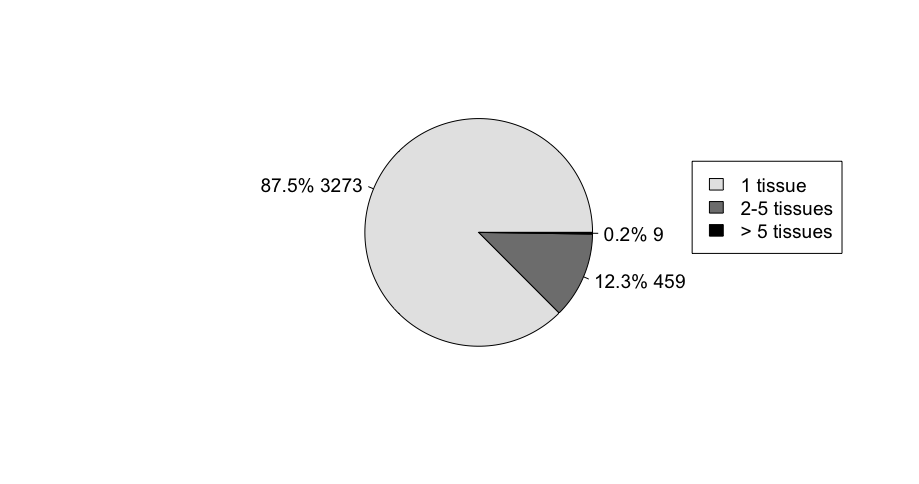 87.5% 3273
0.2% 9
12.3% 459
1 tissue
2-5 tissues
> 5 tissues